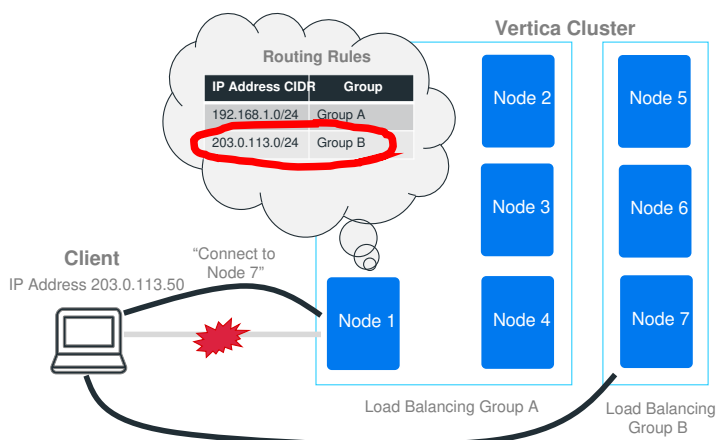 Vertica Cluster
Routing Rules
IP Address CIDR Group
192.168.1.0/24 Group A
203.0.113.0/24 Group B
Node 2
Node 5
Node 3
Node 6
Client
IP Address 203.0.113.50
“Connect to
Node 7”
Node 1
Node 4
Node 7
Load Balancing Group A
Load Balancing
Group B